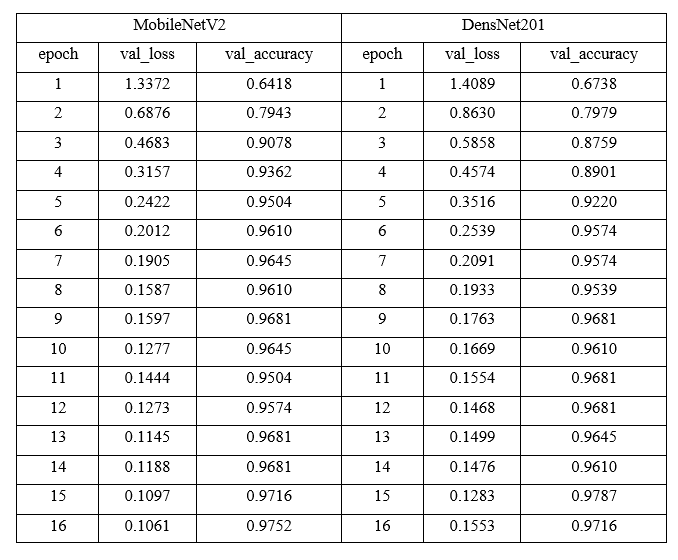 MobileNetV2 DensNet201
epoch val_loss val_accuracy epoch val_loss val_accuracy
1 1.3372 0.6418 1 1.4089 0.6738
2 0.6876 0.7943 2 0.8630 0.7979
3 0.4683 0.9078 3 0.5858 0.8759
4 0.3157 0.9362 4 0.4574 0.8901
5 0.2422 0.9504 5 0.3516 0.9220
6 0.2012 0.9610 6 0.2539 0.9574
7 0.1905 0.9645 7 0.2091 0.9574
8 0.1587 0.9610 8 0.1933 0.9539
9 0.1597 0.9681 9 0.1763 0.9681
10 0.1277 0.9645 10 0.1669 0.9610
11 0.1444 0.9504 11 0.1554 0.9681
12 0.1273 0.9574 12 0.1468 0.9681
13 0.1145 0.9681 13 0.1499 0.9645
14 0.1188 0.9681 14 0.1476 0.9610
15 0.1097 0.9716 15 0.1283 0.9787
16 0.1061 0.9752 16 0.1553 0.9716